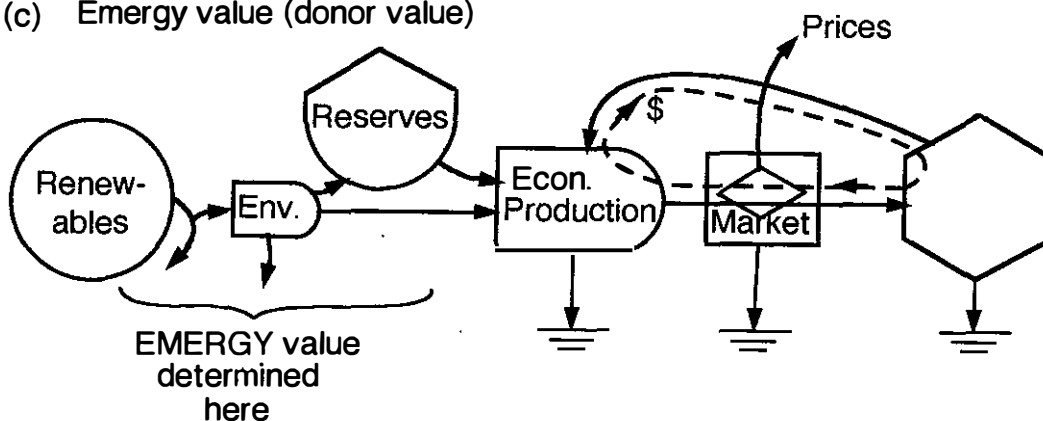 (c) Emergy value (donor value)
Prices
Reserves
$
Renew-
ables
Env.
Econ.
Production
Market
EMERGY value
determined
here